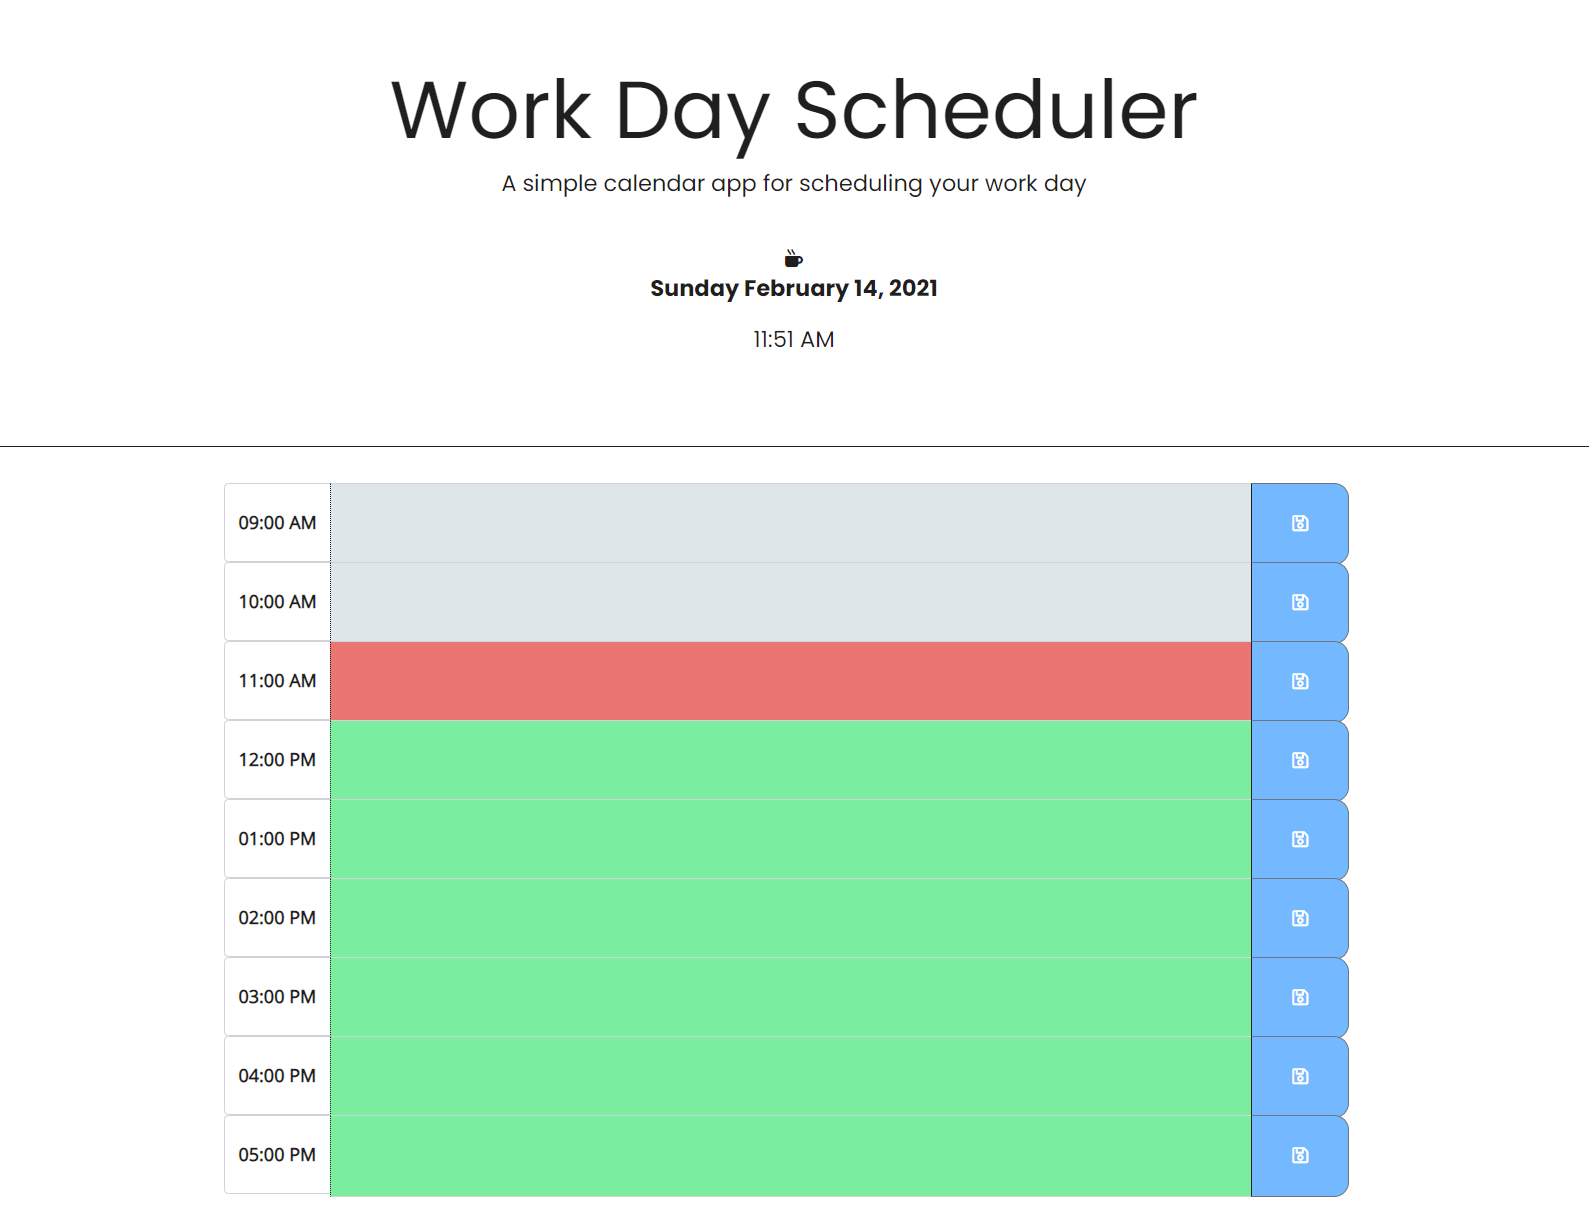 Work Day Scheduler
A simple calendar app for scheduling your work day
Sunday February 14, 2021
11:51 AM
09:00 AM
10:00 AM
11:00 AM
12:00 PM
01:00 PM
02:00 PM
03:00 PM
04:00 PM
05:00 PM